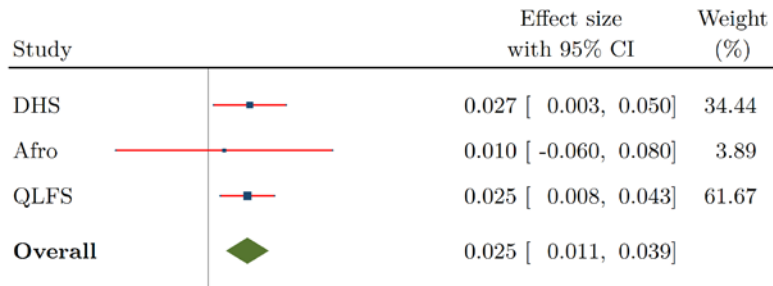 Effect size Weight
Study with 95% CI (%)
DHS 0.027 [ 0.003, 0.050] 34.44
Afro 0.010 [ -0.060, 0.080] 3.89
QLFS 0.025 [ 0.008, 0.043] 61.67
Overall 0.025 [ 0.011, 0.039]